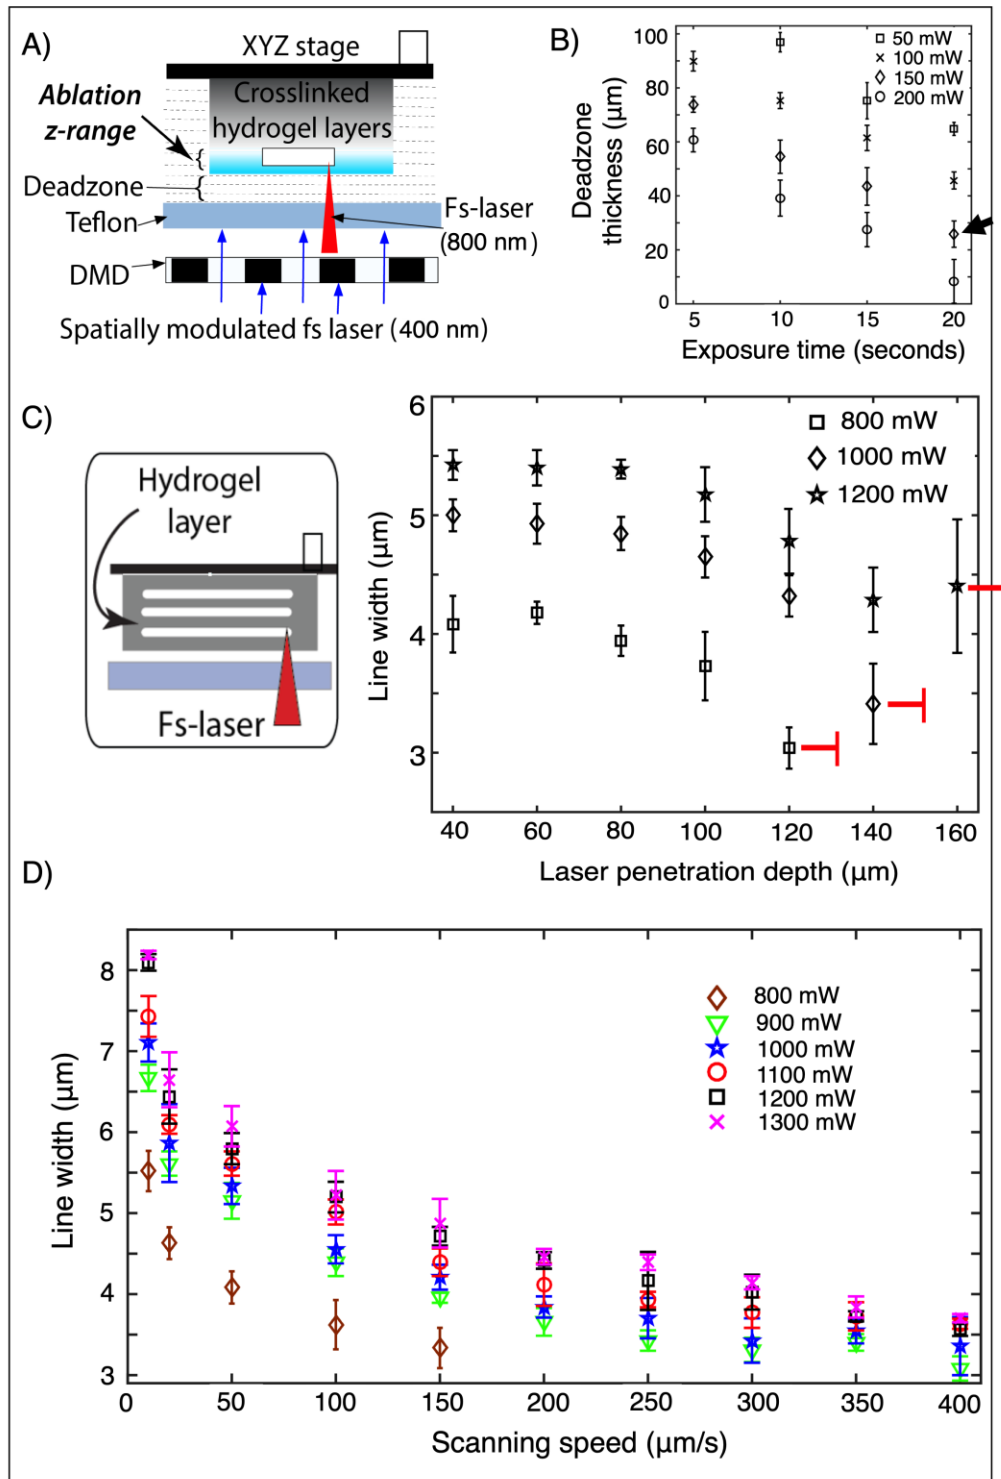 A)
XYZ stage
Ablation
z-range
Crosslinked
hydrogel layers
Deadzone
Teflon
Fs-laser
(800 nm)
DMD
Spatially modulated fs laser (400 nm)
B)
100
80
60
40
20
0
Deadzone
thickness (µm)
50 mW
100 mW
150 mW
200 mW
5
10
15
20
Exposure time (seconds)
C)
Hydrogel
layer
Fs-laser
6
5
4
3
Line width (µm)
800 mW
1000 mW
1200 mW
40
60
80
100
120
140
160
Laser penetration depth (µm)
D)
8
7
6
5
4
3
Line width (µm)
800 mW
900 mW
1000 mW
1100 mW
1200 mW
1300 mW
0
50
100
150
200
250
300
350
400
Scanning speed (µm/s)